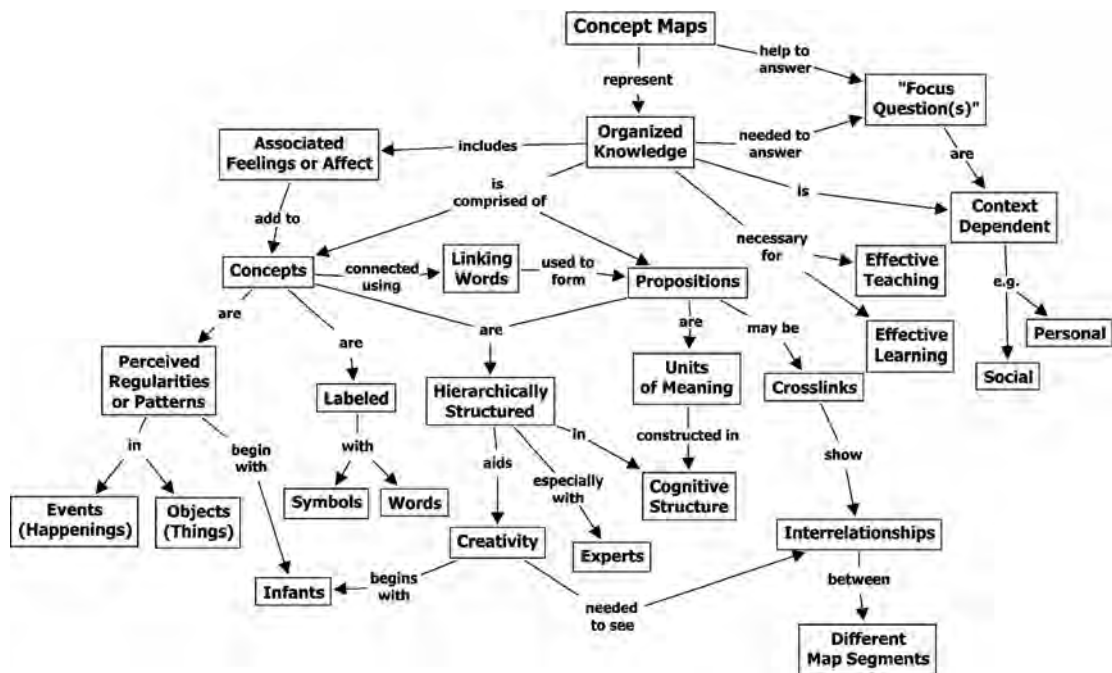 Concept Maps
help to
answer
represent
"Focus
Question(s)"
Associated
Feelings or Affect
includes
Organized
Knowledge
needed to
answer
are
is
comprised of
is
Context
Dependent
add to
necessary
for
Effective
Teaching
Concepts
connected
using
Linking
Words
used to
form
Propositions
e.g.
are
are
are
are
may be
Effective
Learning
Personal
Perceived
Regularities
or Patterns
Labeled
Hierarchically
Structured
Units
of Meaning
Crosslinks
Social
in
begin
with
with
aids
in
especially
with
constructed in
show
Events
(Happenings)
Objects
(Things)
Symbols
Words
Cognitive
Structure
Creativity
Experts
Interrelationships
Infants
begins
with
needed
to see
between
Different
Map Segments